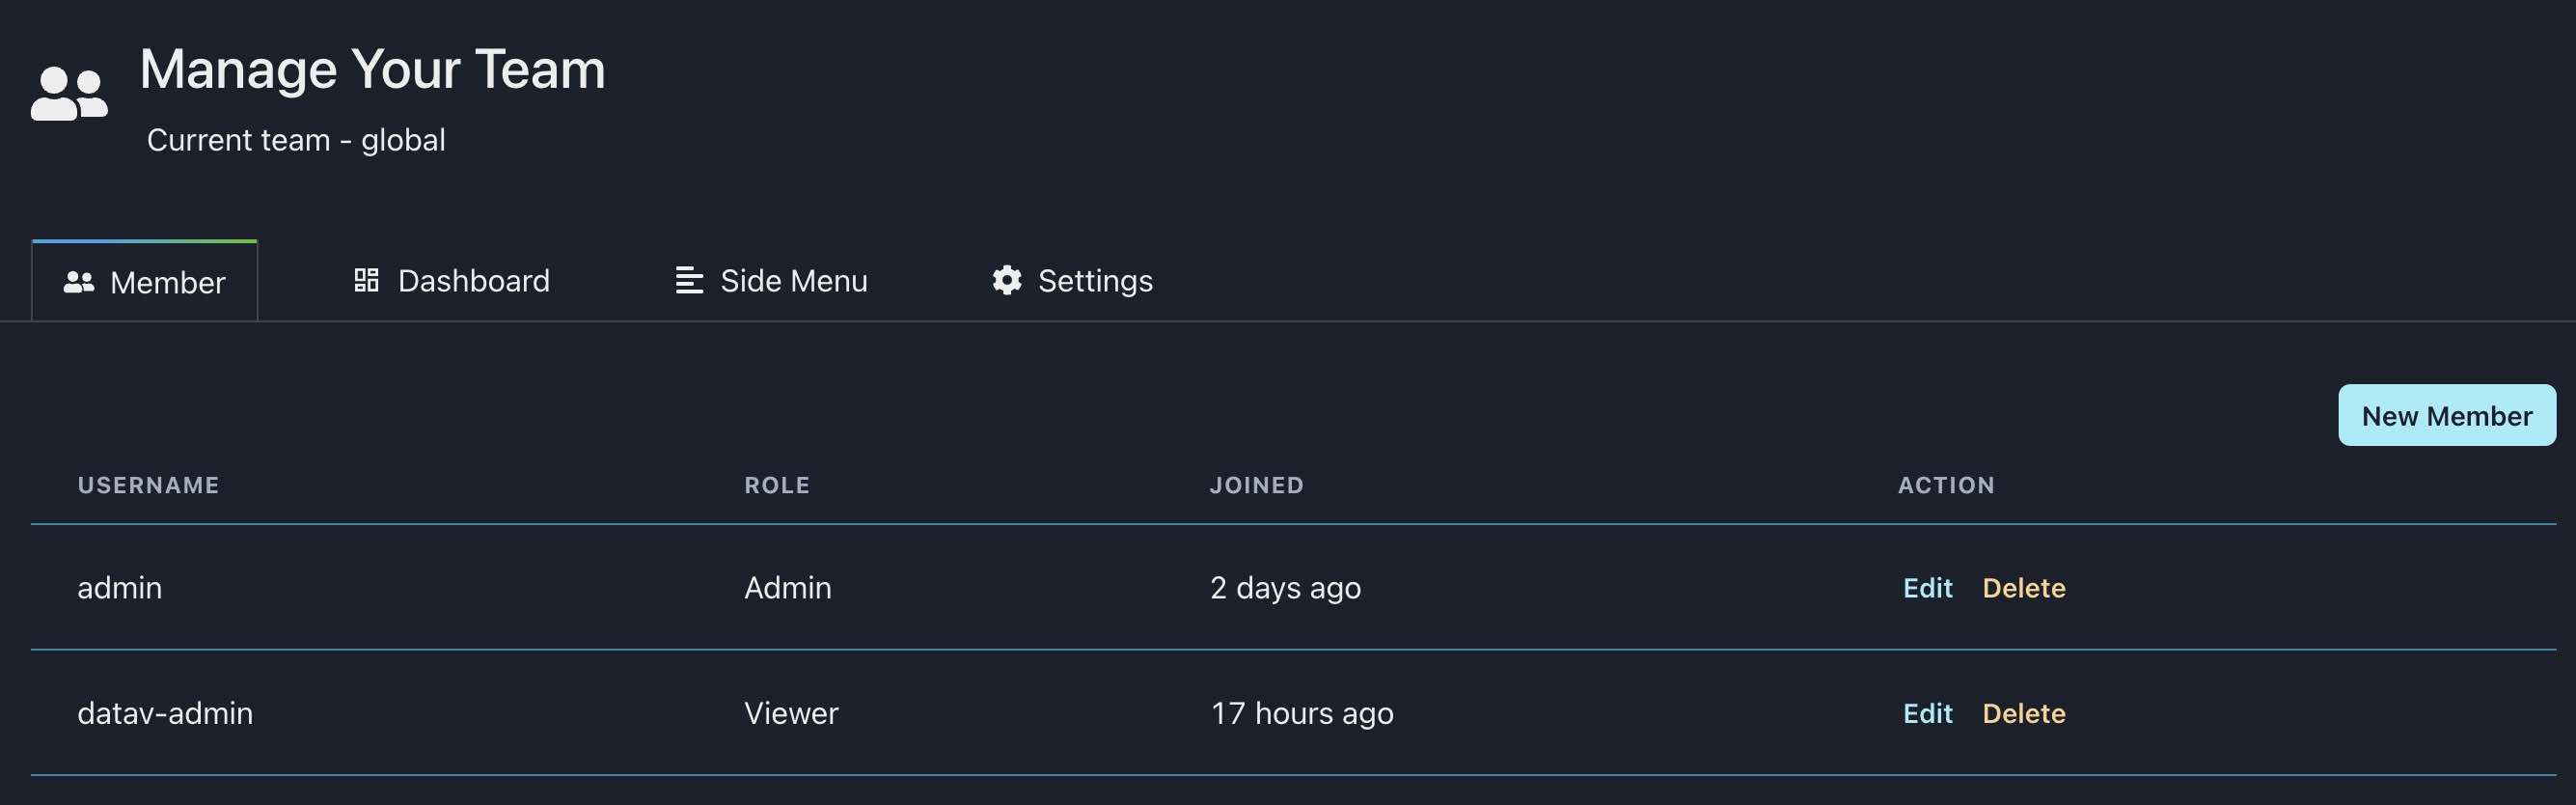 Manage Your Team
Current team - global
Member Dashboard Side Menu Settings
New Member
USERNAME ROLE JOINED ACTION
admin Admin 2 days ago Edit Delete
datav-admin Viewer 17 hours ago Edit Delete